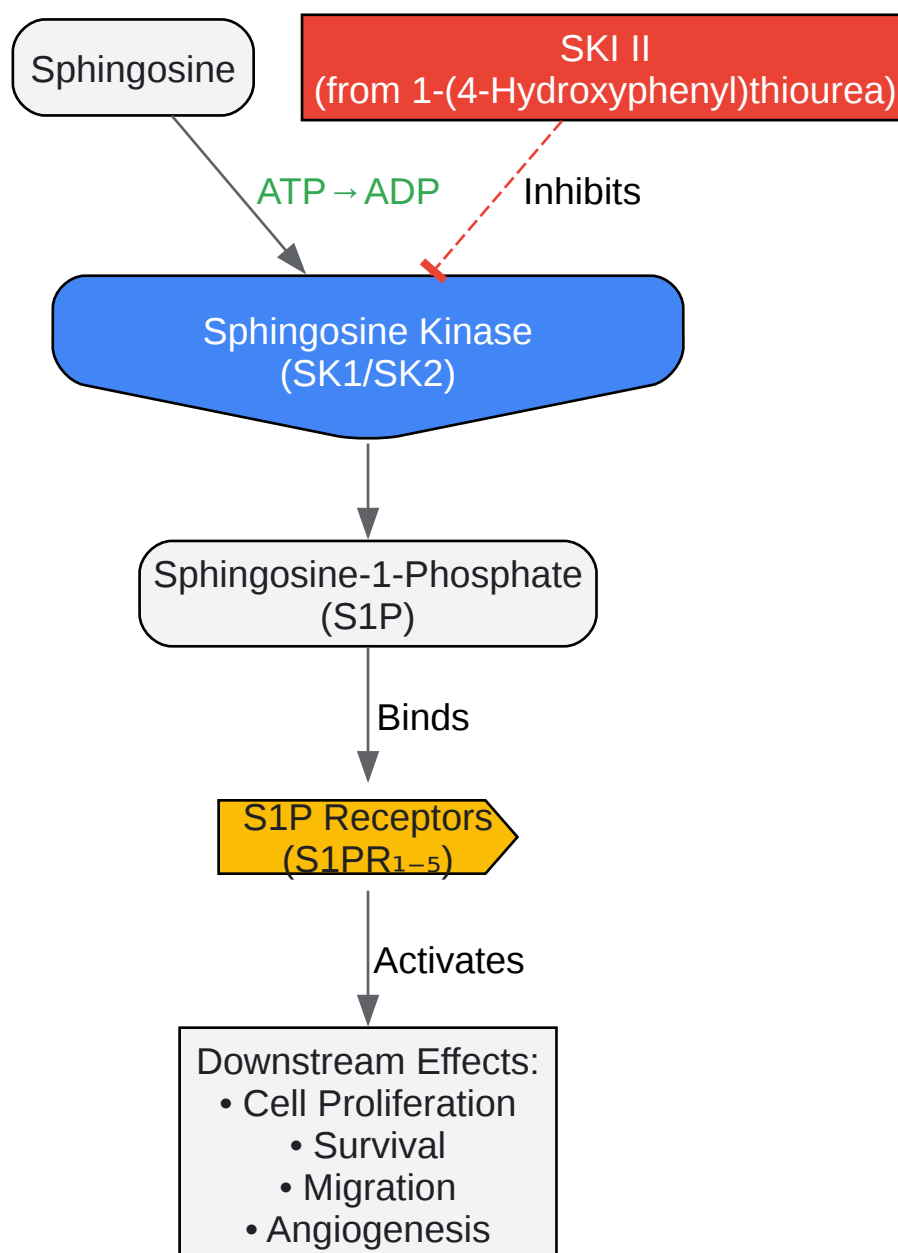 Sphingosine
SKI II
(from 1-(4-Hydroxyphenyl)thiourea)
ATP→ADP
Inhibits
Sphingosine Kinase
(SK1/SK2)
Sphingosine-1-Phosphate
(S1P)
Binds
S1P Receptors
(S1PR₁₋₅)
Activates
Downstream Effects:
• Cell Proliferation
• Survival
• Migration
• Angiogenesis